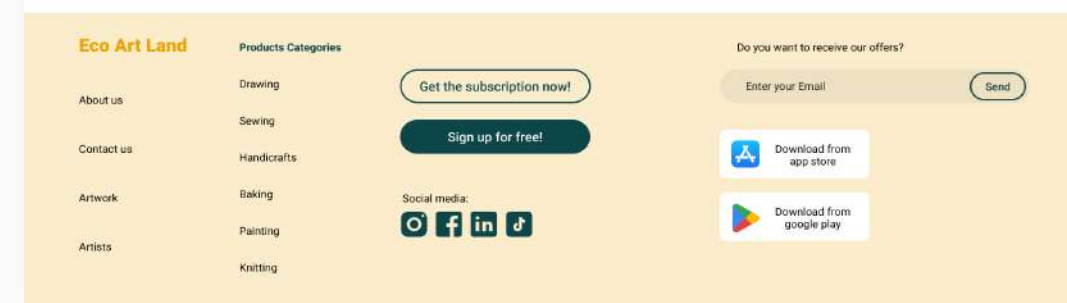 Eco Art Land
About us
Contact us
Artwork
Artists
Products Categories
Drawing
Sewing
Handicrafts
Baking
Painting
Knitting
Get the subscription now!
Sign up for free!
Social media:
Do you want to receive our offers?
Enter your Email
Send
Download from
app store
Download from
google play